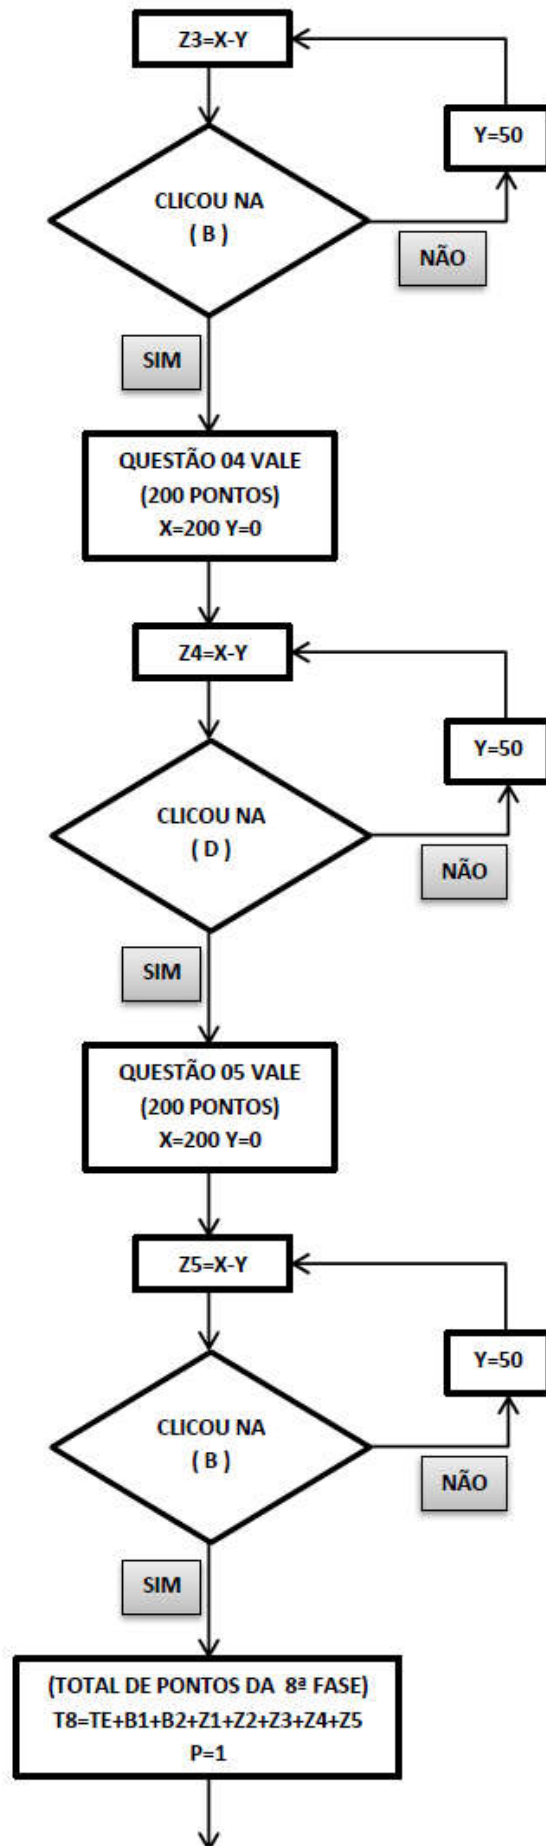 Z3=X-Y
Y=50
CLICOU NA
( B )
NÃO
SIM
QUESTÃO 04 VALE
(200 PONTOS)
X=200 Y=0
Z4=X-Y
Y=50
CLICOU NA
( D )
NÃO
SIM
QUESTÃO 05 VALE
(200 PONTOS)
X=200 Y=0
Z5=X-Y
Y=50
CLICOU NA
( B )
NÃO
SIM
(TOTAL DE PONTOS DA 8ª FASE)
T8=TE+B1+B2+Z1+Z2+Z3+Z4+Z5
P=1